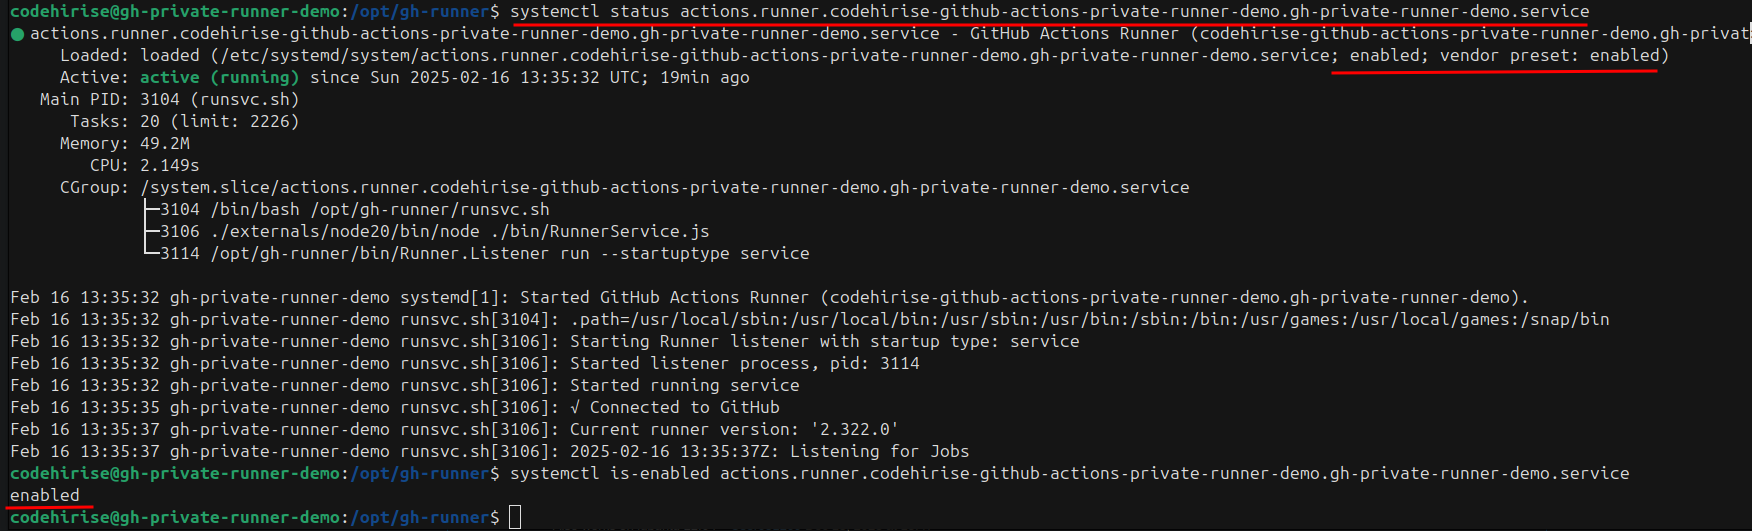 codehirise@gh-private-runner-demo:/opt/gh-runner$ systemctl status actions.runner.codehirise-github-actions-private-runner-demo.gh-private-runner-demo.service
● actions.runner.codehirise-github-actions-private-runner-demo.gh-private-runner-demo.service - GitHub Actions Runner (codehirise-github-actions-private-runner-demo.gh-privat
Loaded: loaded (/etc/systemd/system/actions.runner.codehirise-github-actions-private-runner-demo.gh-private-runner-demo.service; enabled; vendor preset: enabled)
Active: active (running) since Sun 2025-02-16 13:35:32 UTC; 19min ago
Main PID: 3104 (runsvc.sh)
Tasks: 20 (limit: 2226)
Memory: 49.2M
CPU: 2.149s
CGroup: /system.slice/actions.runner.codehirise-github-actions-private-runner-demo.gh-private-runner-demo.service
├─3104 /bin/bash /opt/gh-runner/runsvc.sh
├─3106 ./externals/node20/bin/node ./bin/RunnerService.js
└─3114 /opt/gh-runner/bin/Runner.Listener run --startuptype service
Feb 16 13:35:32 gh-private-runner-demo systemd[1]: Started GitHub Actions Runner (codehirise-github-actions-private-runner-demo.gh-private-runner-demo).
Feb 16 13:35:32 gh-private-runner-demo runsvc.sh[3104]: .path=/usr/local/sbin:/usr/local/bin:/usr/sbin:/usr/bin:/sbin:/bin:/usr/games:/usr/local/games:/snap/bin
Feb 16 13:35:32 gh-private-runner-demo runsvc.sh[3106]: Starting Runner listener with startup type: service
Feb 16 13:35:32 gh-private-runner-demo runsvc.sh[3106]: Started listener process, pid: 3114
Feb 16 13:35:32 gh-private-runner-demo runsvc.sh[3106]: Started running service
Feb 16 13:35:35 gh-private-runner-demo runsvc.sh[3106]: √ Connected to GitHub
Feb 16 13:35:37 gh-private-runner-demo runsvc.sh[3106]: Current runner version: '2.322.0'
Feb 16 13:35:37 gh-private-runner-demo runsvc.sh[3106]: 2025-02-16 13:35:37Z: Listening for Jobs
codehirise@gh-private-runner-demo:/opt/gh-runner$ systemctl is-enabled actions.runner.codehirise-github-actions-private-runner-demo.gh-private-runner-demo.service
enabled
codehirise@gh-private-runner-demo:/opt/gh-runner$